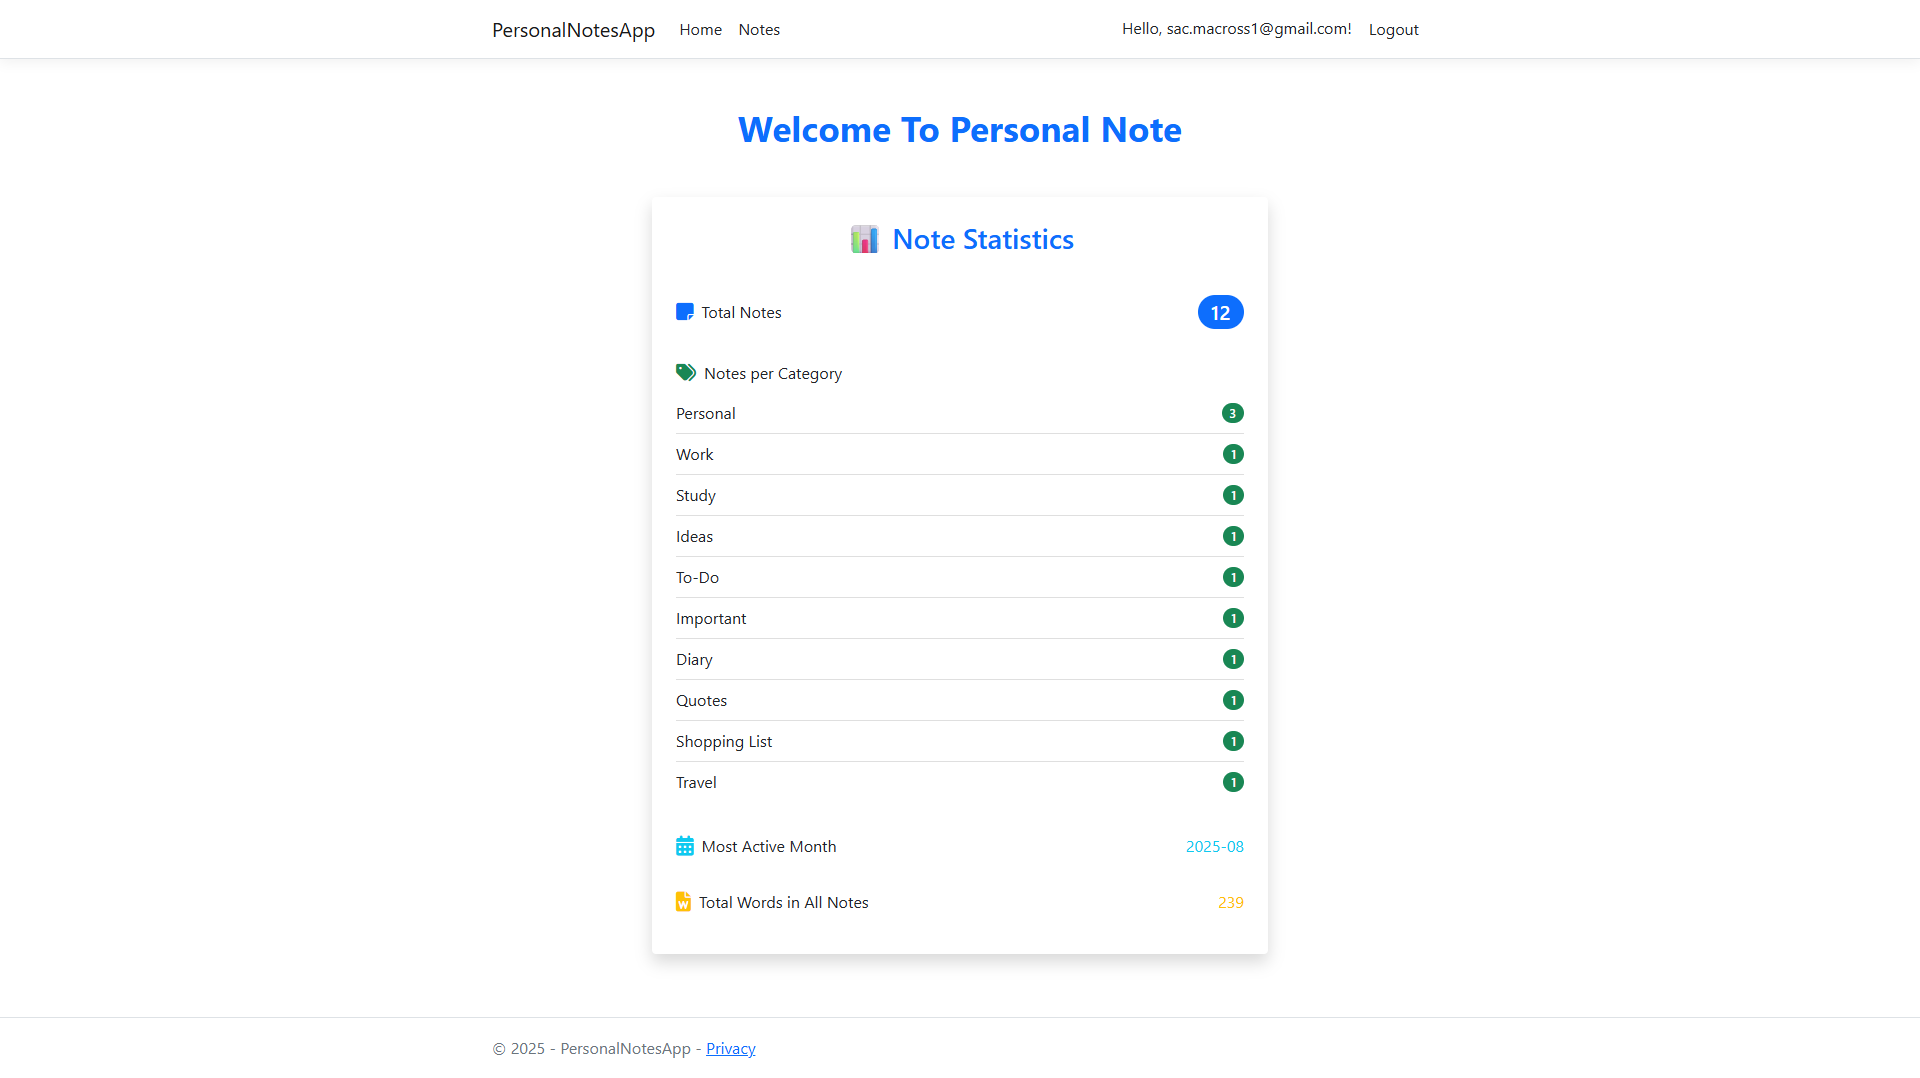 PersonalNotesApp Home Notes Hello, sac.macross1@gmail.com! Logout
Welcome To Personal Note
Note Statistics
Total Notes 12
Notes per Category
Personal 3
Work 1
Study 1
Ideas 1
To-Do 1
Important 1
Diary 1
Quotes 1
Shopping List 1
Travel 1
Most Active Month 2025-08
Total Words in All Notes 239
© 2025 - PersonalNotesApp - Privacy